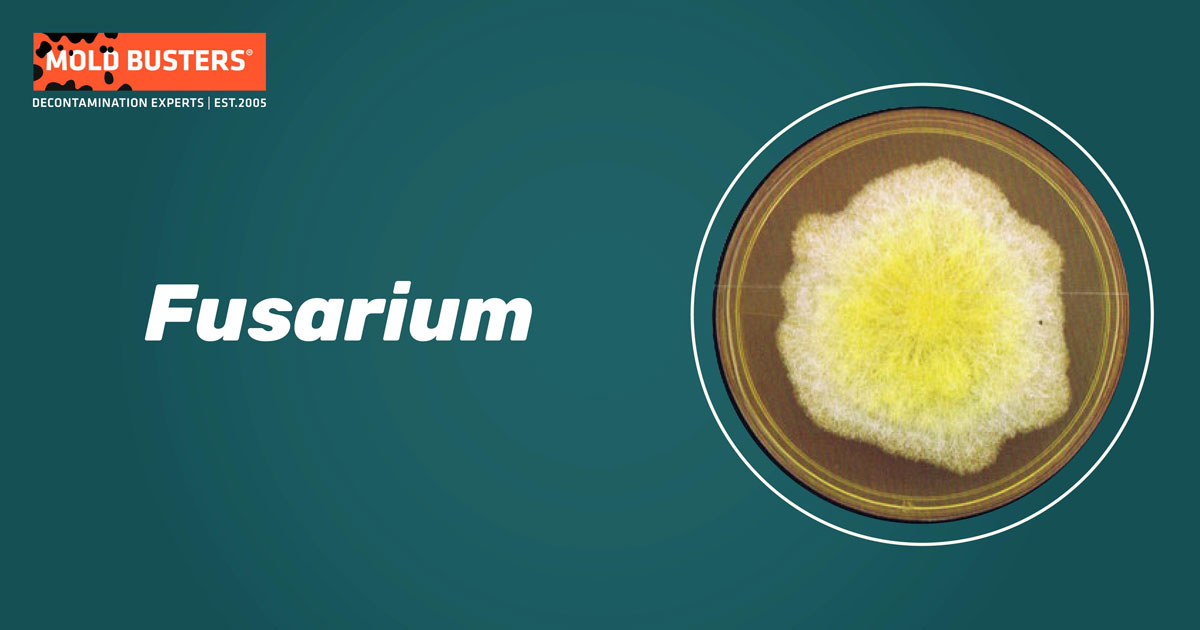 MOLD BUSTERS®
DECONTAMINATION EXPERTS | EST.2005
Fusarium